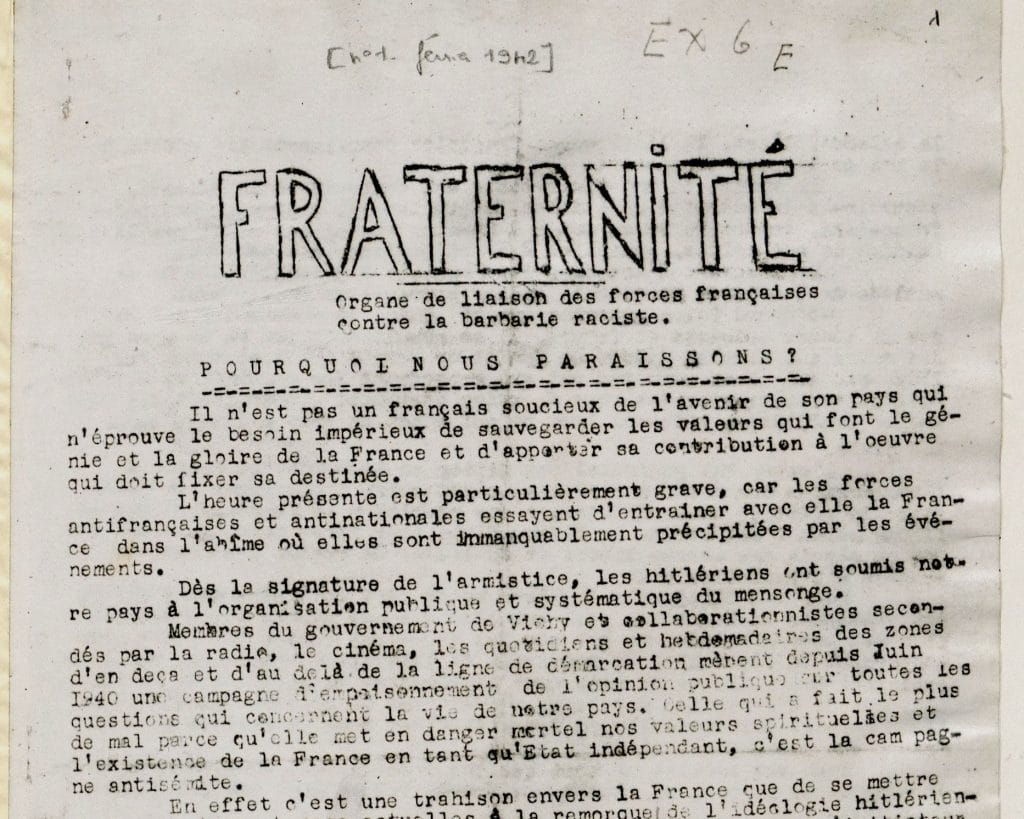 1
[n°1. février 1942]
EX 6 E
FRATERNiTÉ
Organe de liaison des forces françaises
contre la barbarie raciste.
POURQUOI NOUS PARAISSONS?
Il n'est pas un français soucieux de l'avenir de son pays qui
n'éprouve le besoin impérieux de sauvegarder les valeurs qui font le gé-
nie et la gloire de la France et d'apporter sa contribution à l'oeuvre
qui doit fixer sa destinée.
L'heure présente est particulièrement grave, car les forces
antifrançaises et antinationales essayent d'entrainer avec elle la Fran-
ce dans l'abîme où elles sont immanquablement précipitées par les évé-
nements.
Dès la signature de l'armistice, les hitlériens ont soumis not-
re pays à l'organisation publique et systématique du mensonge.
Membres du gouvernement de Vichy et collaborationnistes secon-
dés par la radio, le cinéma, les quotidiens et hebdomadaires des zones
d'en deça et d'au delà de la ligne de démarcation mènent depuis Juin
1940 une campagne d'empoisonnement de l'opinion publique sur toutes les
questions qui concernent la vie de notre pays. Celle qui a fait le plus
de mal parce qu'elle met en danger mortel nos valeurs spirituelles et
l'existence de la France en tant qu'Etat indépendant, c'est la cam pag-
ne antisémite.
En effet c'est une trahison envers la France que de se mettre
à la remorque de l'idéologie hitlérien-